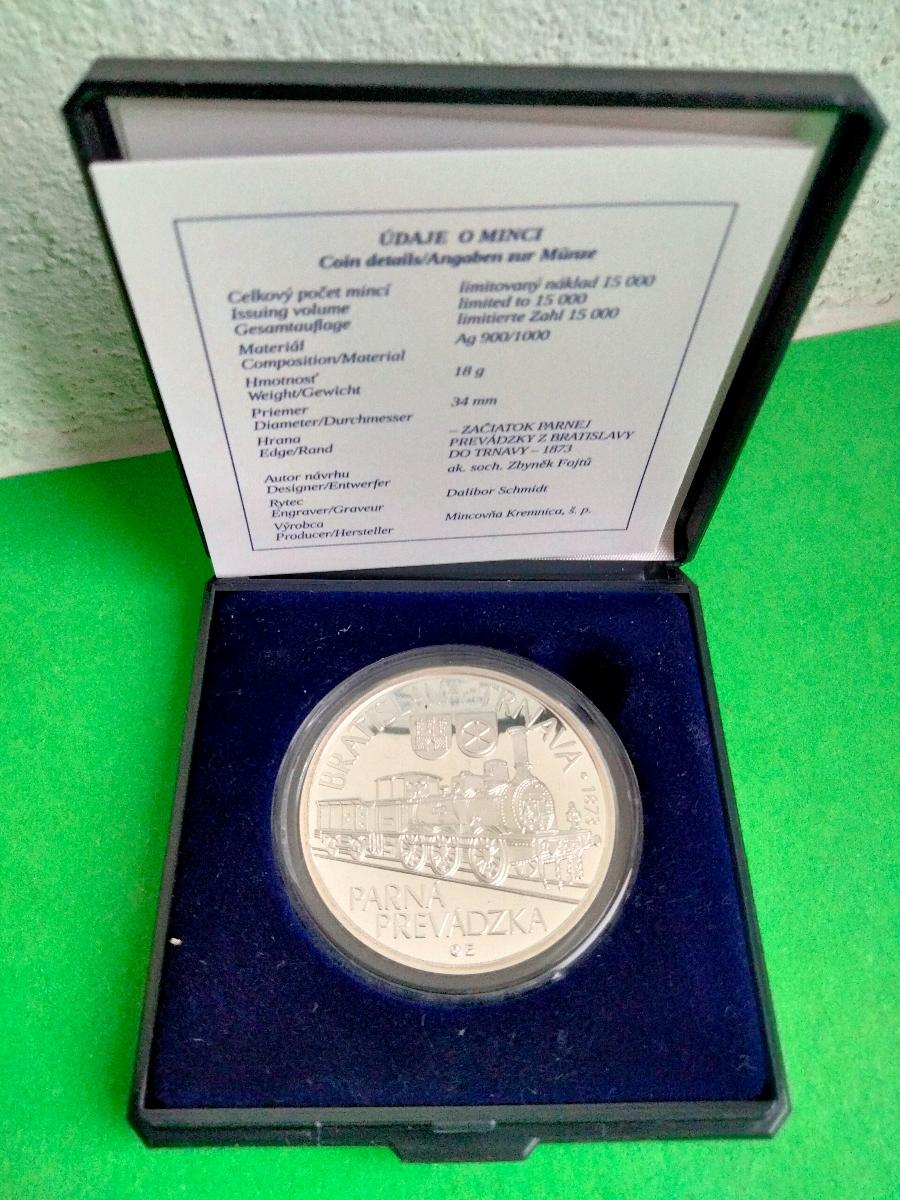 ÚDAJE O MINCI
Coin details/Angaben zur Münze
Celkový počet mincí
Issuing volume
Gesamtauflage
limitovaný náklad 15 000
limited to 15 000
limitierte Zahl 15 000
Materiál
Composition/Material
Ag 900/1000
Hmotnosť
Weight/Gewicht
18 g
Priemer
Diameter/Durchmesser
34 mm
Hrana
Edge/Rand
– ZAČIATOK PARNEJ
PREVÁDZKY Z BRATISLAVY
DO TRNAVY – 1873
Autor návrhu
Designer/Entwerfer
ak. soch. Zbyněk Fojtů
Rytec
Engraver/Graveur
Dalibor Schmidt
Výrobca
Producer/Hersteller
Mincovňa Kremnica, š. p.
TRNAVA • 1873
PARNÁ
PREVÁDZKA